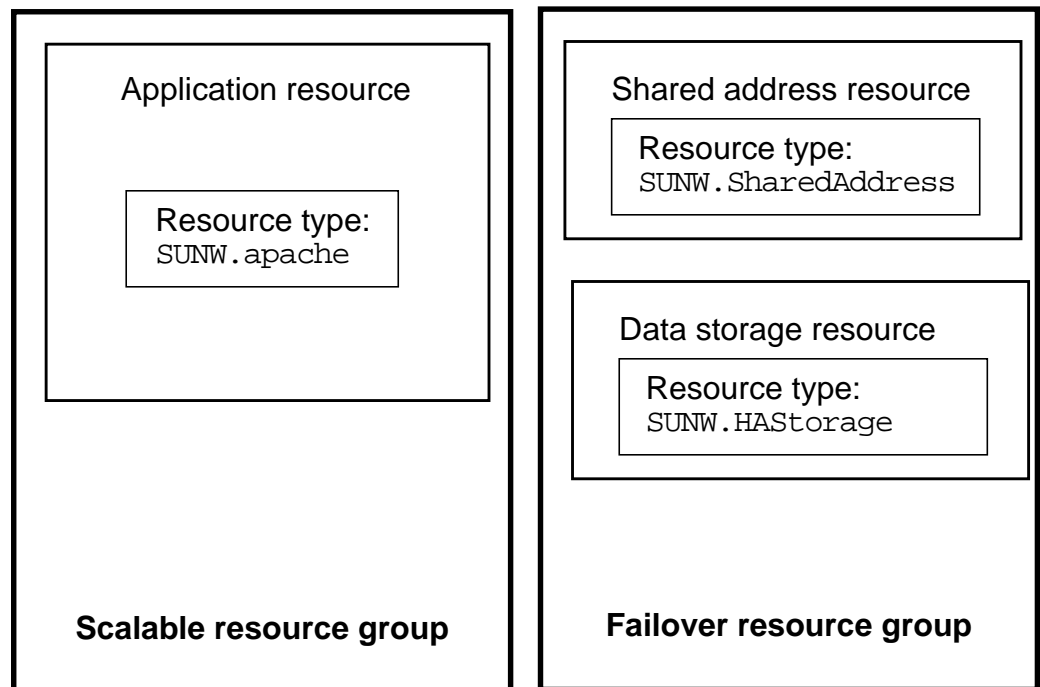 Application resource
Resource type:
SUNW.apache
Scalable resource group
Shared address resource
Resource type:
SUNW.SharedAddress
Data storage resource
Resource type:
SUNW.HAStorage
Failover resource group